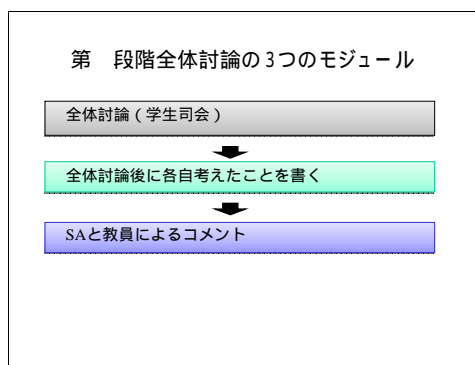 第　段階全体討論の3つのモジュール
全体討論（学生司会）
全体討論後に各自考えたことを書く
SAと教員によるコメント